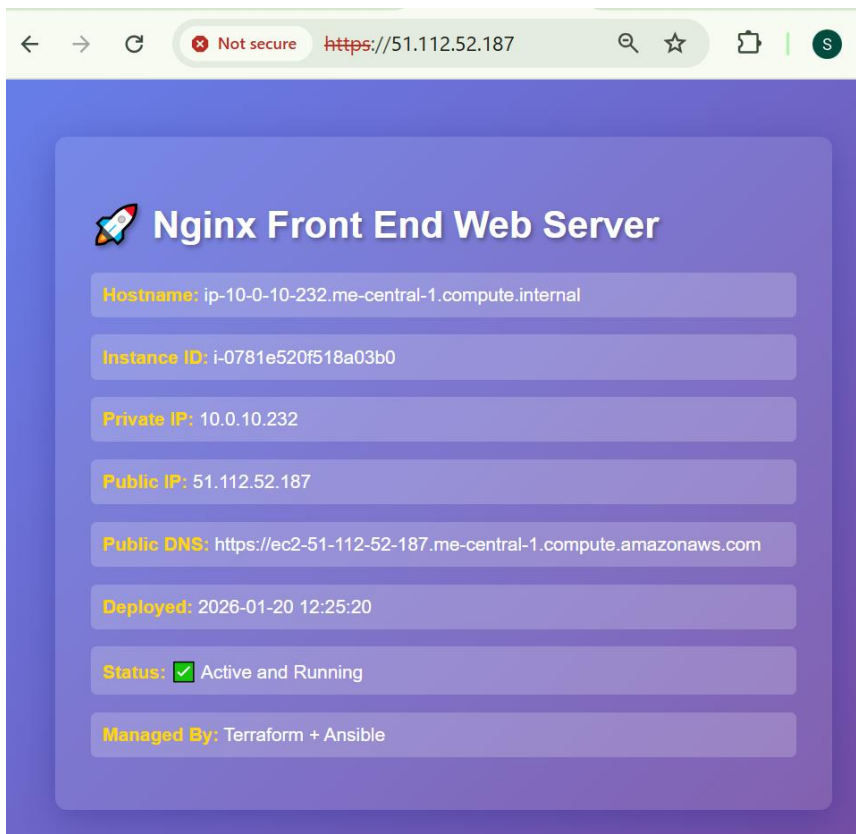 Not secure https://51.112.52.187
S
🚀 Nginx Front End Web Server
Hostname: ip-10-0-10-232.me-central-1.compute.internal
Instance ID: i-0781e520f518a03b0
Private IP: 10.0.10.232
Public IP: 51.112.52.187
Public DNS: https://ec2-51-112-52-187.me-central-1.compute.amazonaws.com
Deployed: 2026-01-20 12:25:20
Status: ✅ Active and Running
Managed By: Terraform + Ansible